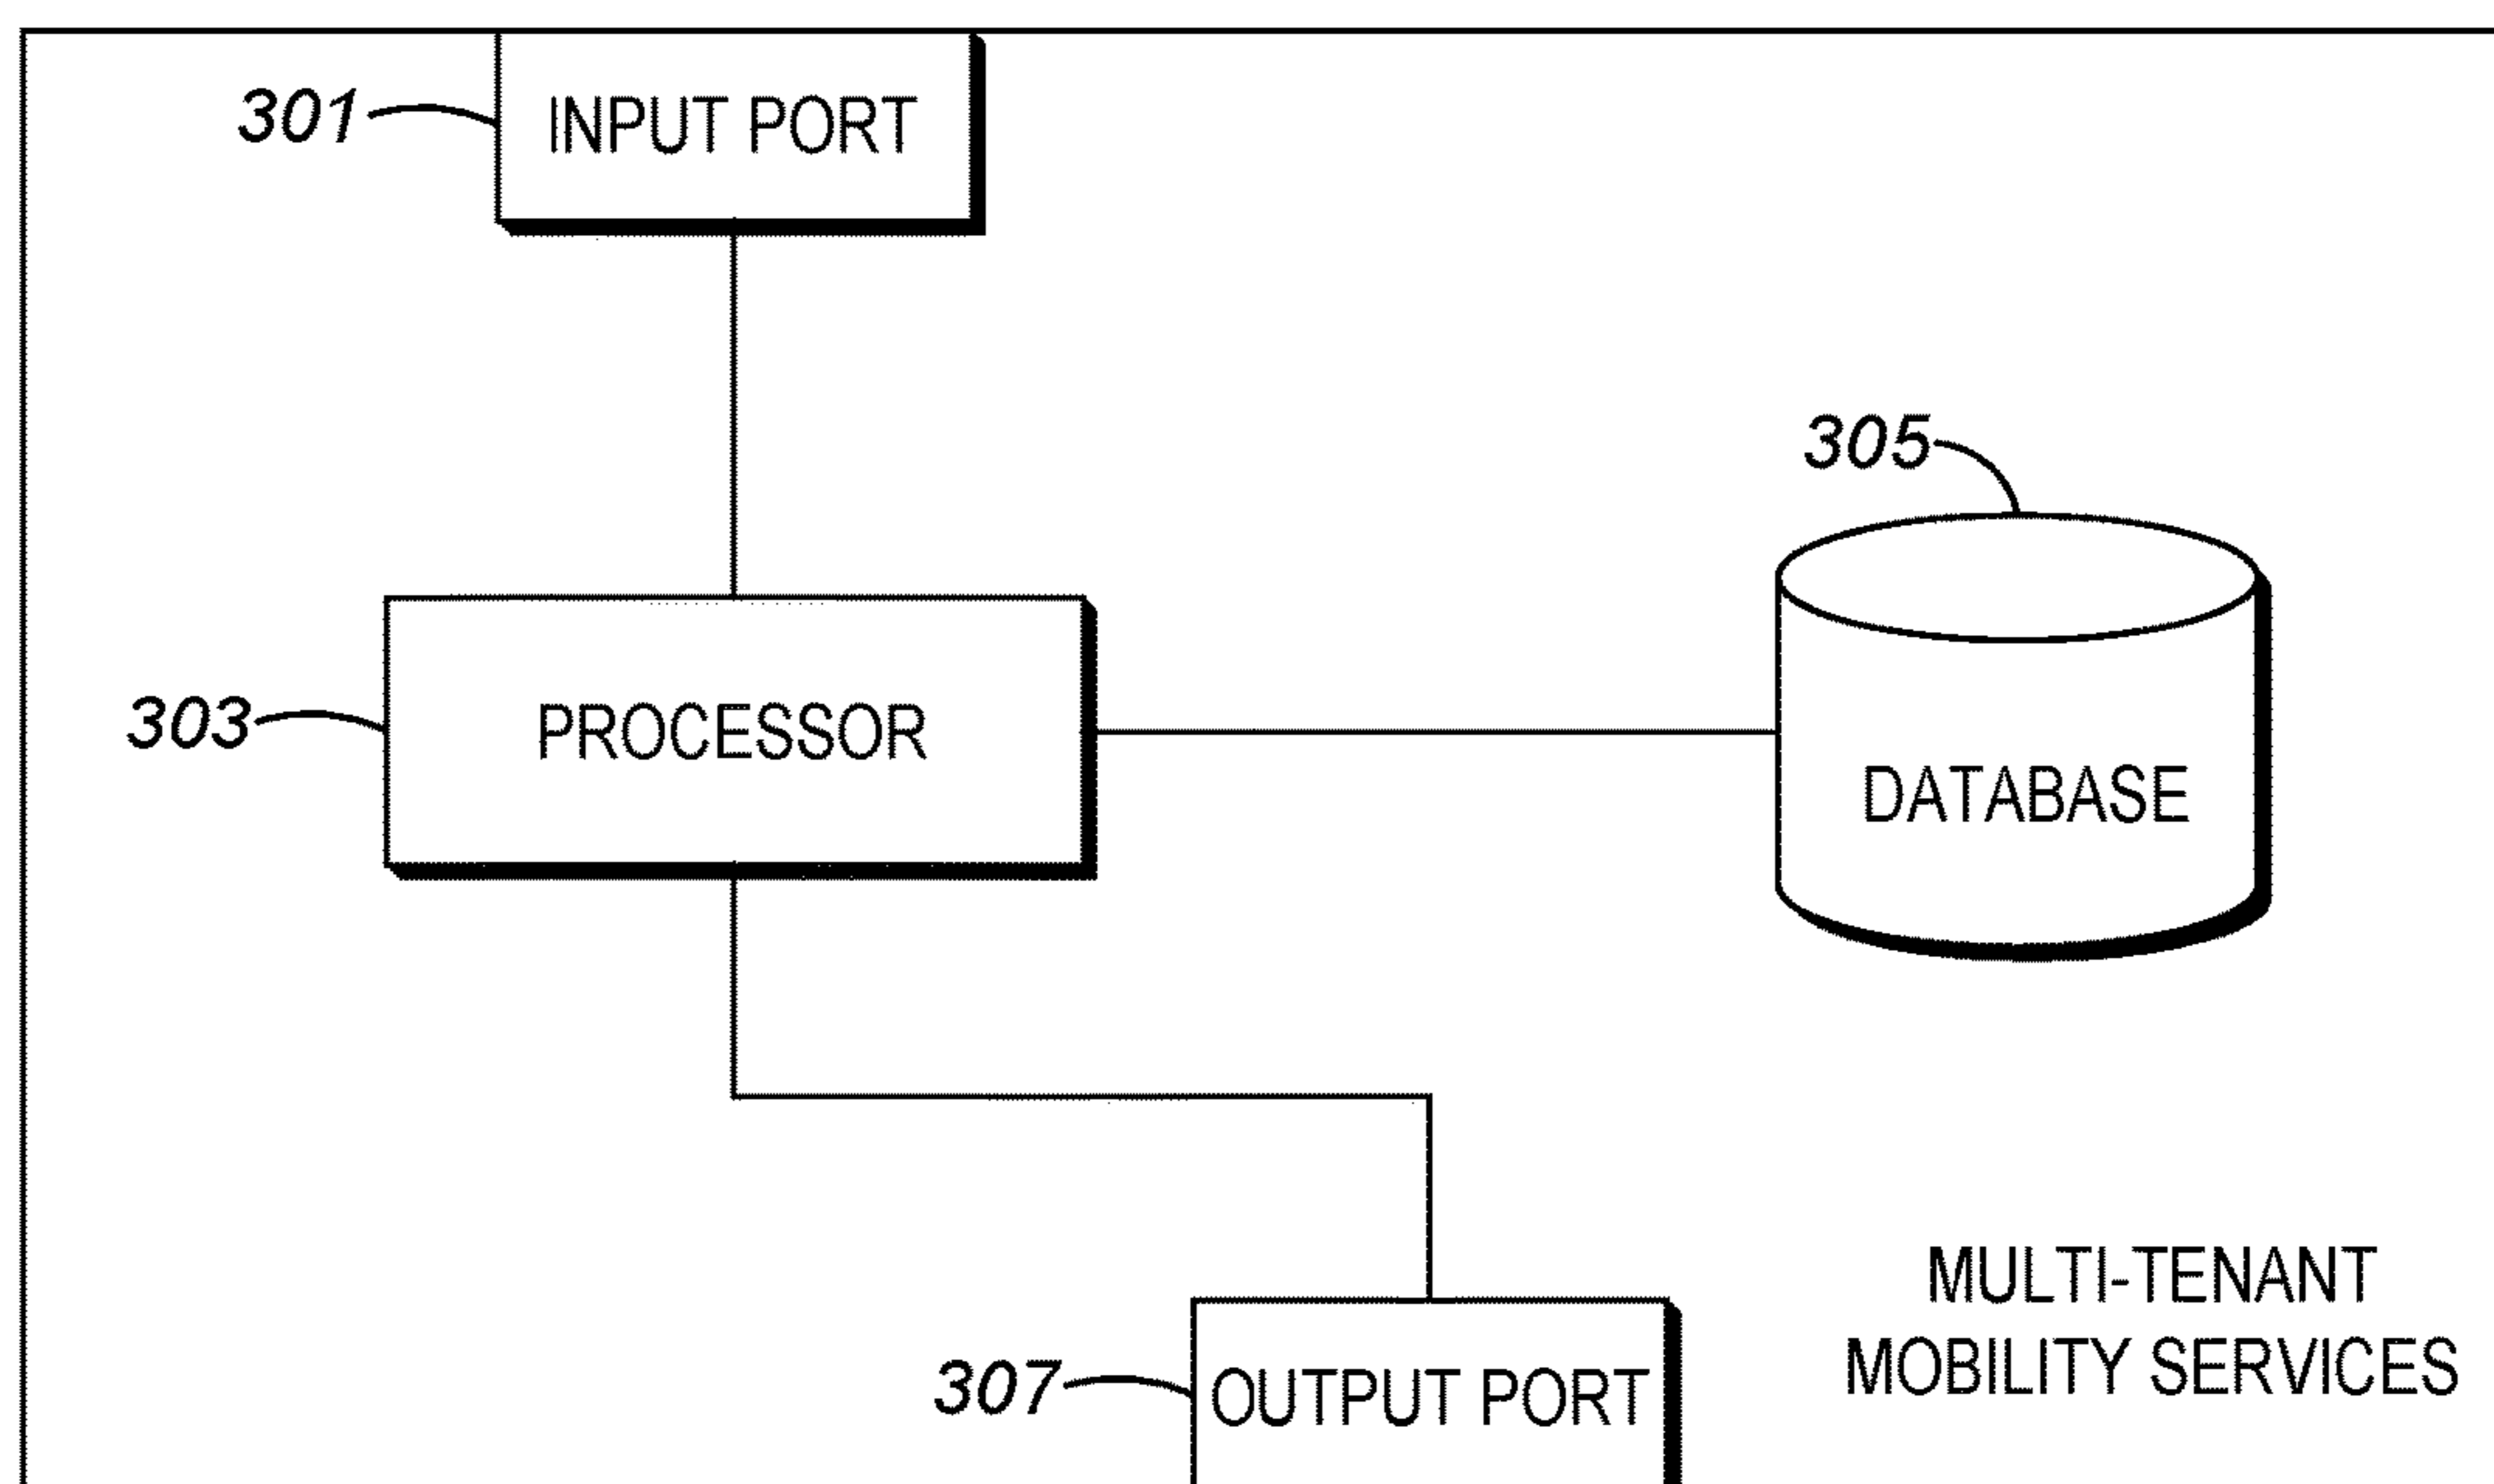 301
INPUT PORT
305
303
PROCESSOR
DATABASE
MULTI-TENANT
MOBILITY SERVICES
307
OUTPUT PORT